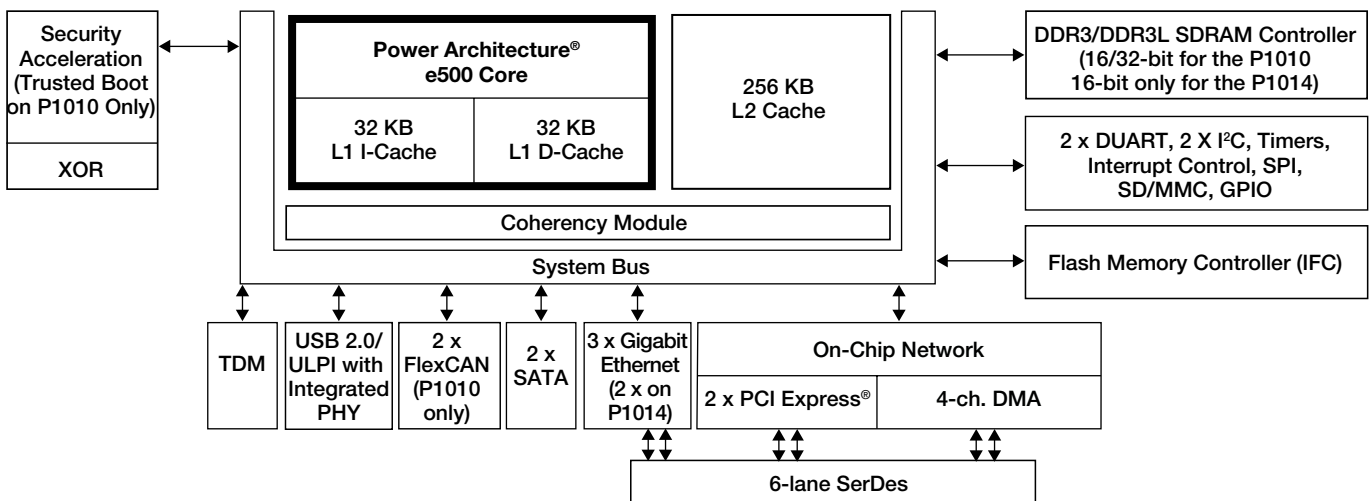 Security
Acceleration
(Trusted Boot
on P1010 Only)
XOR
Power Architecture®
e500 Core
32 KB
L1 I-Cache
32 KB
L1 D-Cache
256 KB
L2 Cache
Coherency Module
System Bus
DDR3/DDR3L SDRAM Controller
(16/32-bit for the P1010
16-bit only for the P1014)
2 x DUART, 2 X I²C, Timers,
Interrupt Control, SPI,
SD/MMC, GPIO
Flash Memory Controller (IFC)
TDM
USB 2.0/
ULPI with
Integrated
PHY
2 x
FlexCAN
(P1010
only)
2 x
SATA
3 x Gigabit
Ethernet
(2 x on
P1014)
On-Chip Network
2 x PCI Express®
4-ch. DMA
6-lane SerDes